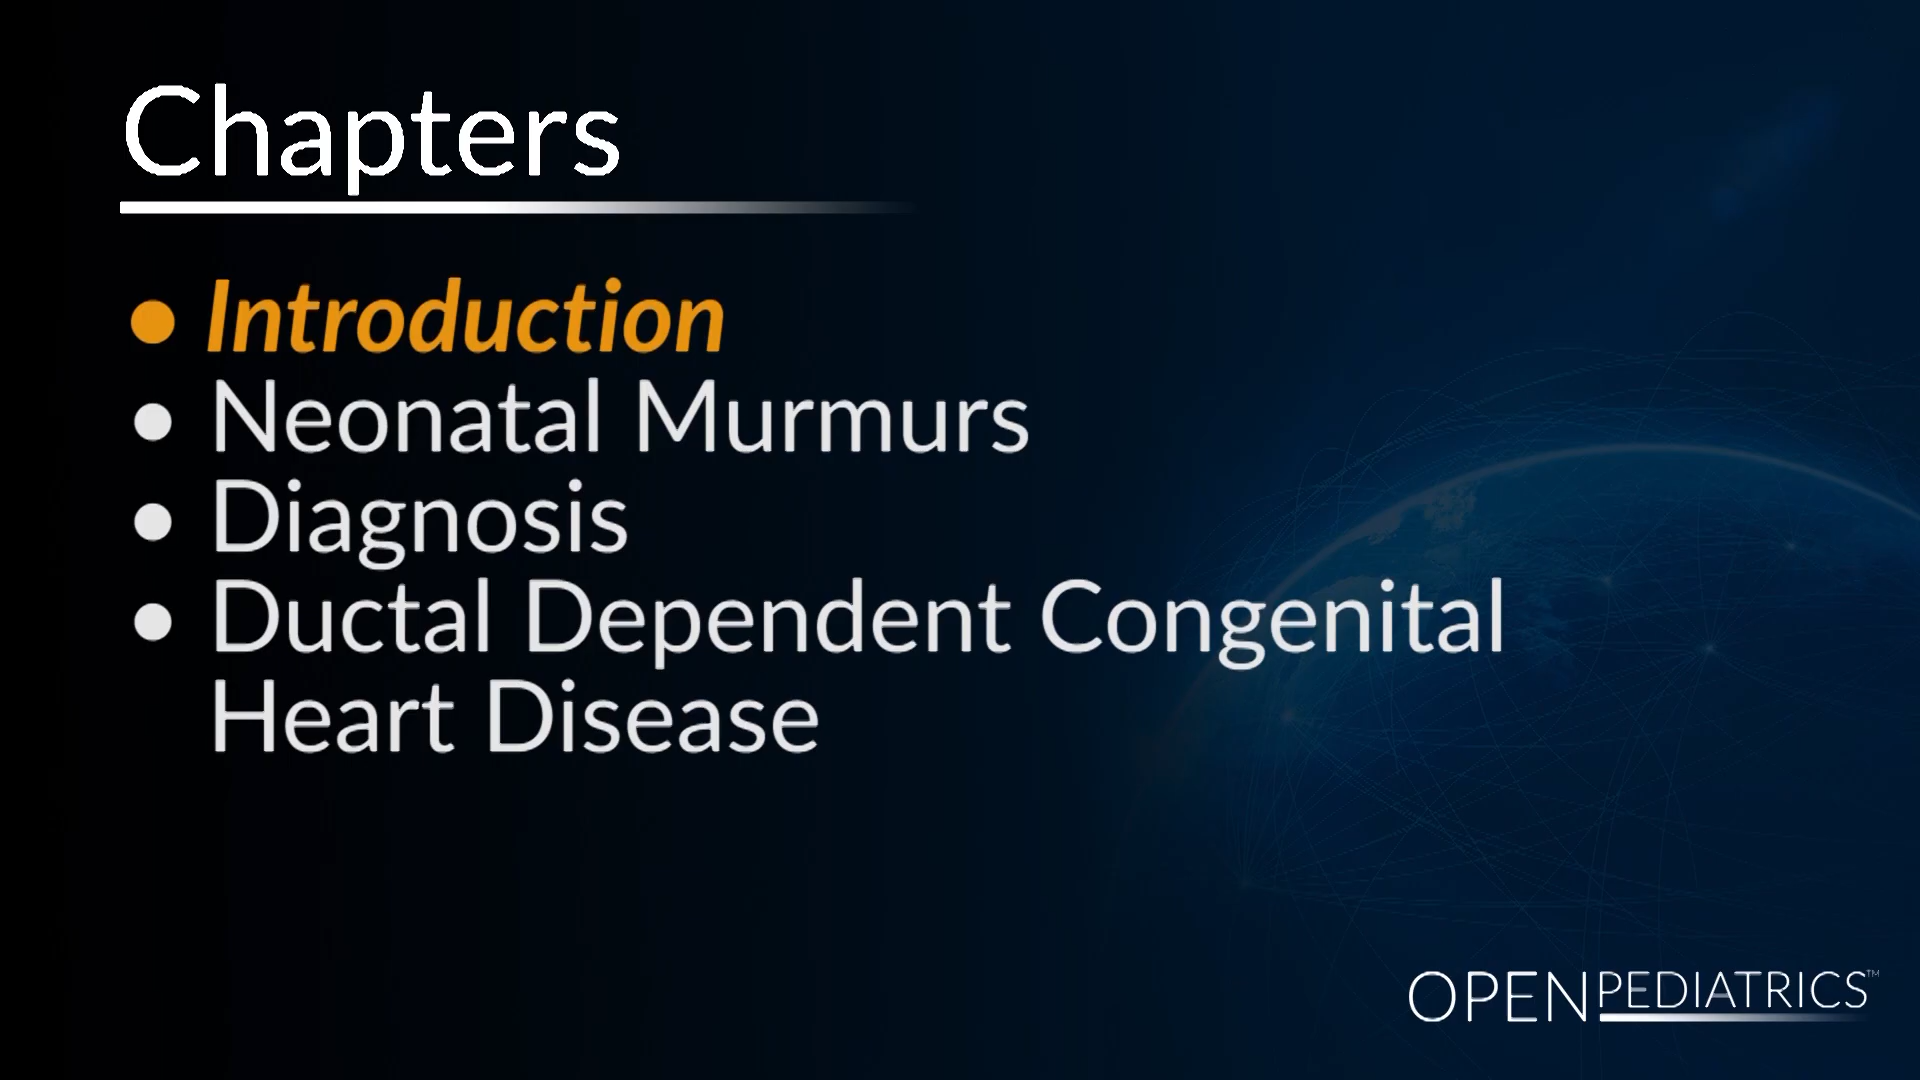 Chapters
• Introduction
• Neonatal Murmurs
• Diagnosis
• Ductal Dependent Congenital
Heart Disease
OPENPEDIATRICS™